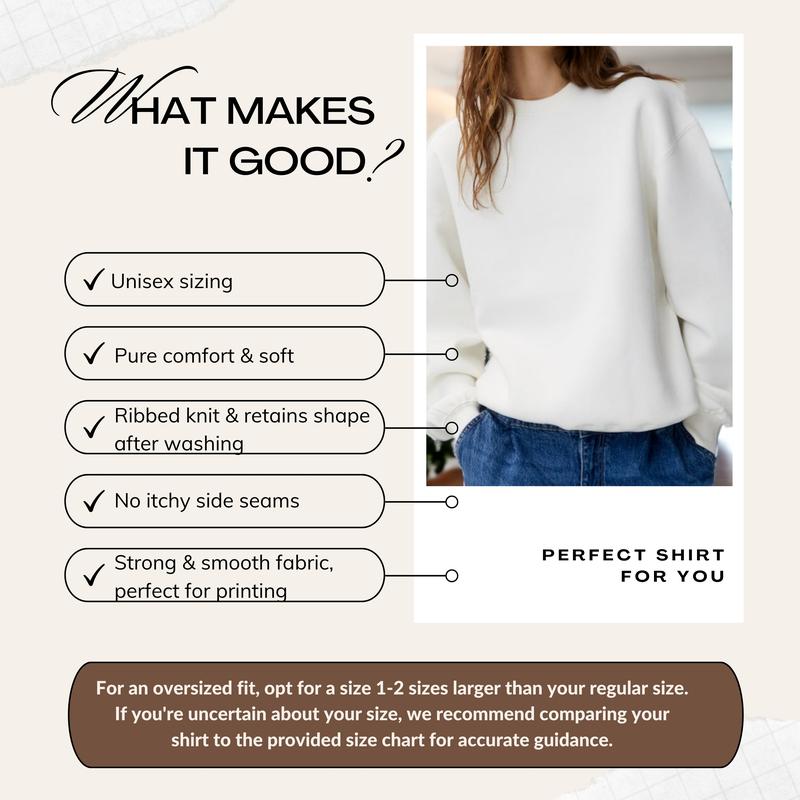 WHAT MAKES
IT GOOD?
Unisex sizing
Pure comfort & soft
Ribbed knit & retains shape
after washing
No itchy side seams
Strong & smooth fabric,
perfect for printing
PERFECT SHIRT
FOR YOU
For an oversized fit, opt for a size 1-2 sizes larger than your regular size.
If you're uncertain about your size, we recommend comparing your
shirt to the provided size chart for accurate guidance.